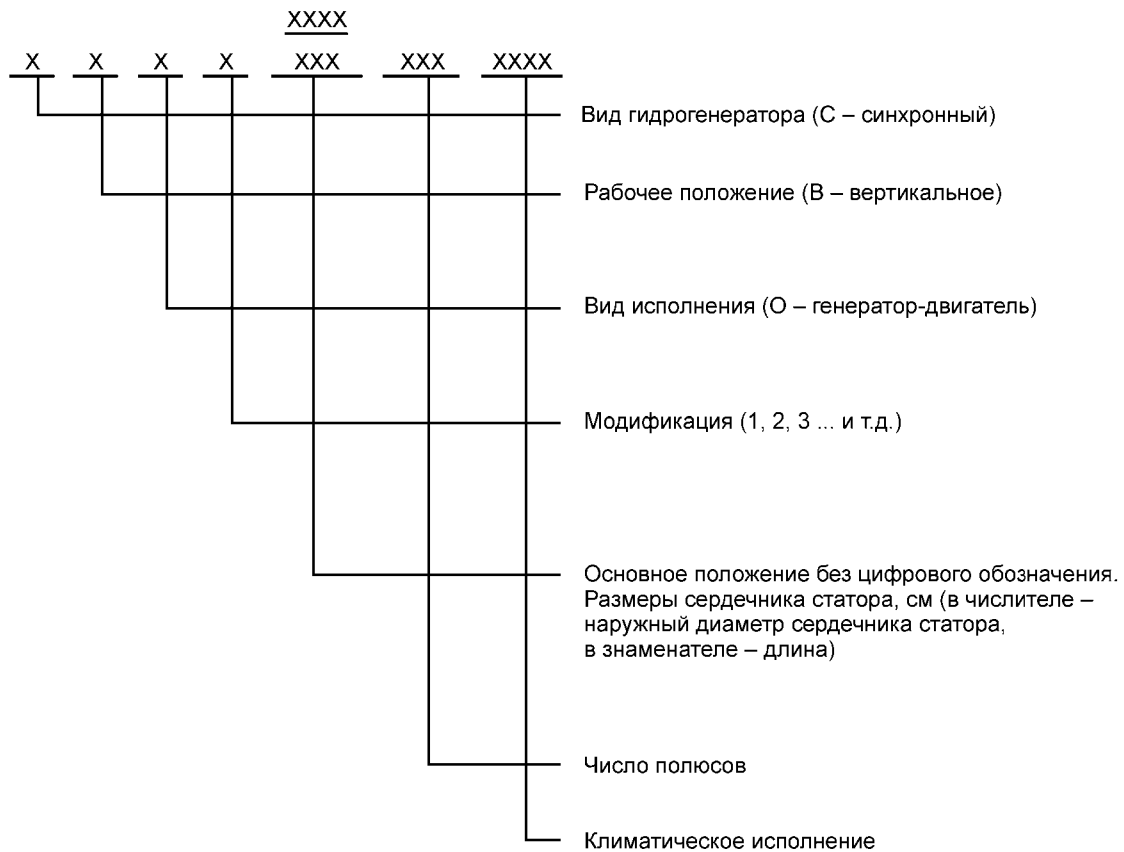 XXXX
X X X X XXX XXX XXXX
Вид гидрогенератора (С – синхронный)
Рабочее положение (В – вертикальное)
Вид исполнения (О – генератор-двигатель)
Модификация (1, 2, 3 ... и т.д.)
Основное положение без цифрового обозначения.
Размеры сердечника статора, см (в числителе –
наружный диаметр сердечника статора,
в знаменателе – длина)
Число полюсов
Климатическое исполнение